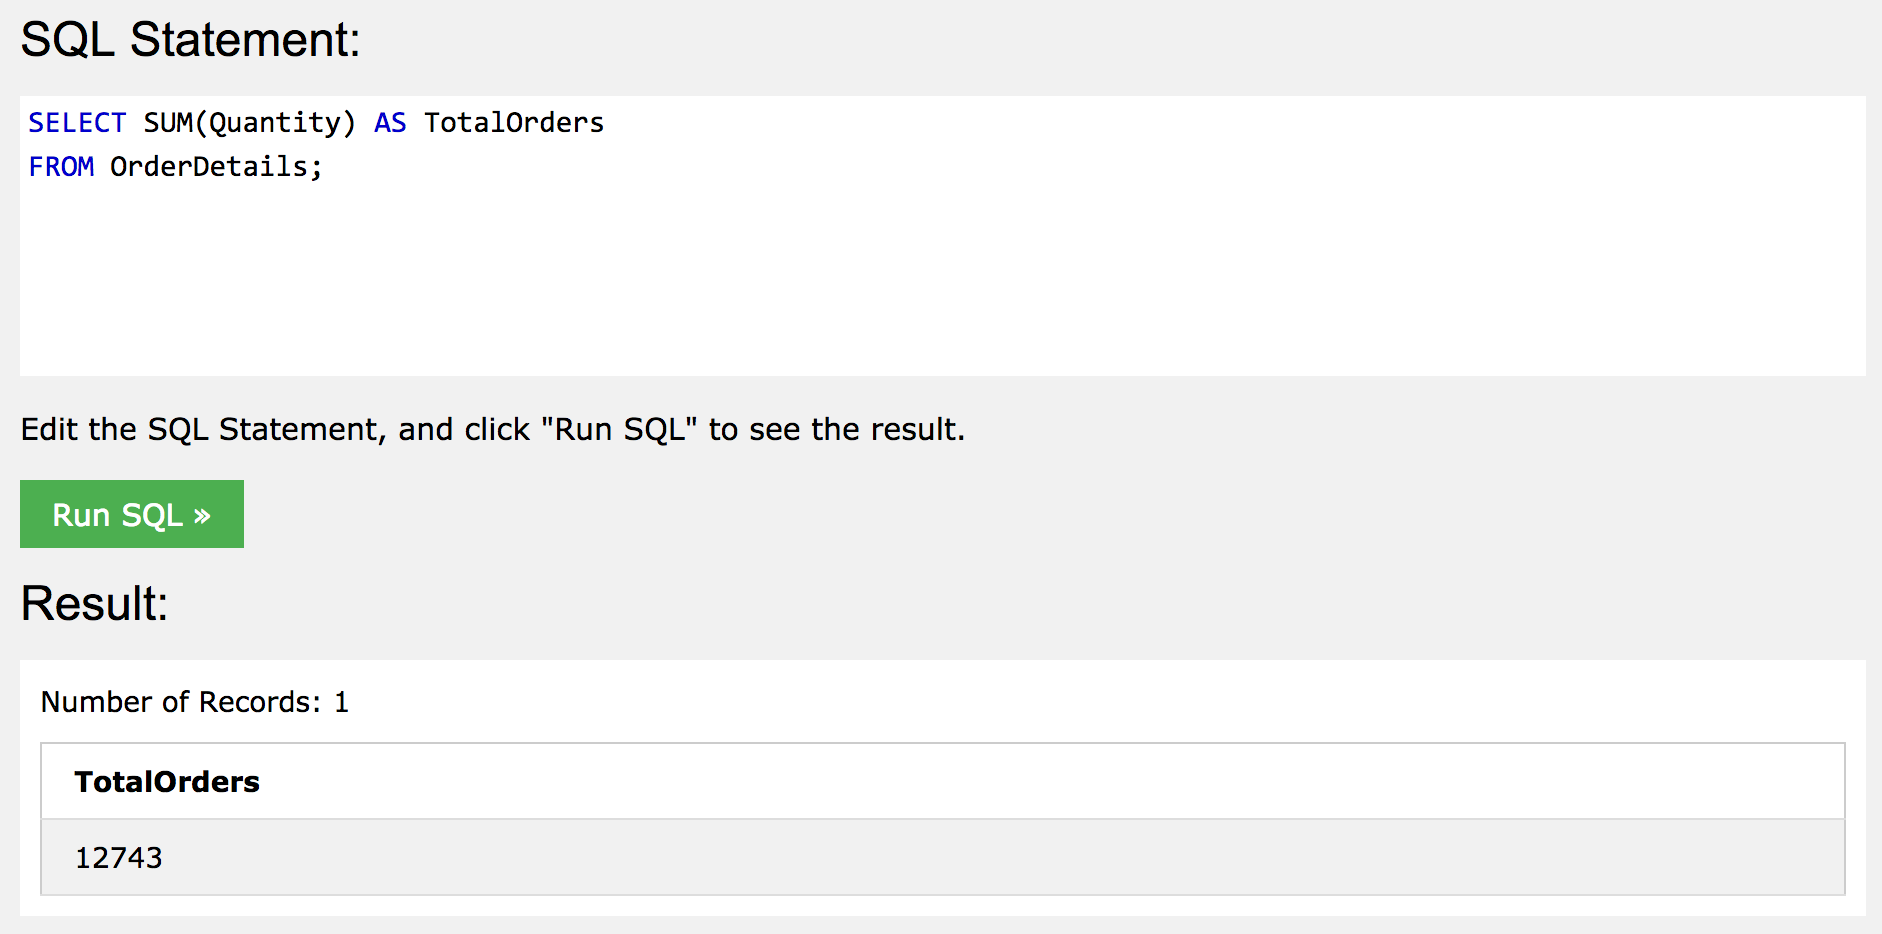 SQL Statement:
SELECT SUM(Quantity) AS TotalOrders
FROM OrderDetails;
Edit the SQL Statement, and click "Run SQL" to see the result.
Run SQL »
Result:
Number of Records: 1
TotalOrders
12743